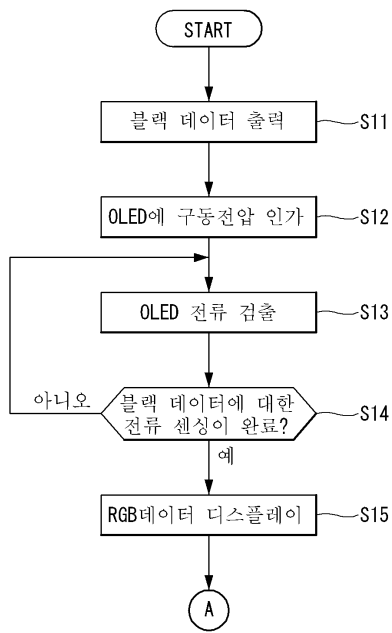 START
블랙 데이터 출력
S11
OLED에 구동전압 인가
S12
OLED 전류 검출
S13
아니오
블랙 데이터에 대한
전류 센싱이 완료?
S14
예
RGB데이터 디스플레이
S15
A